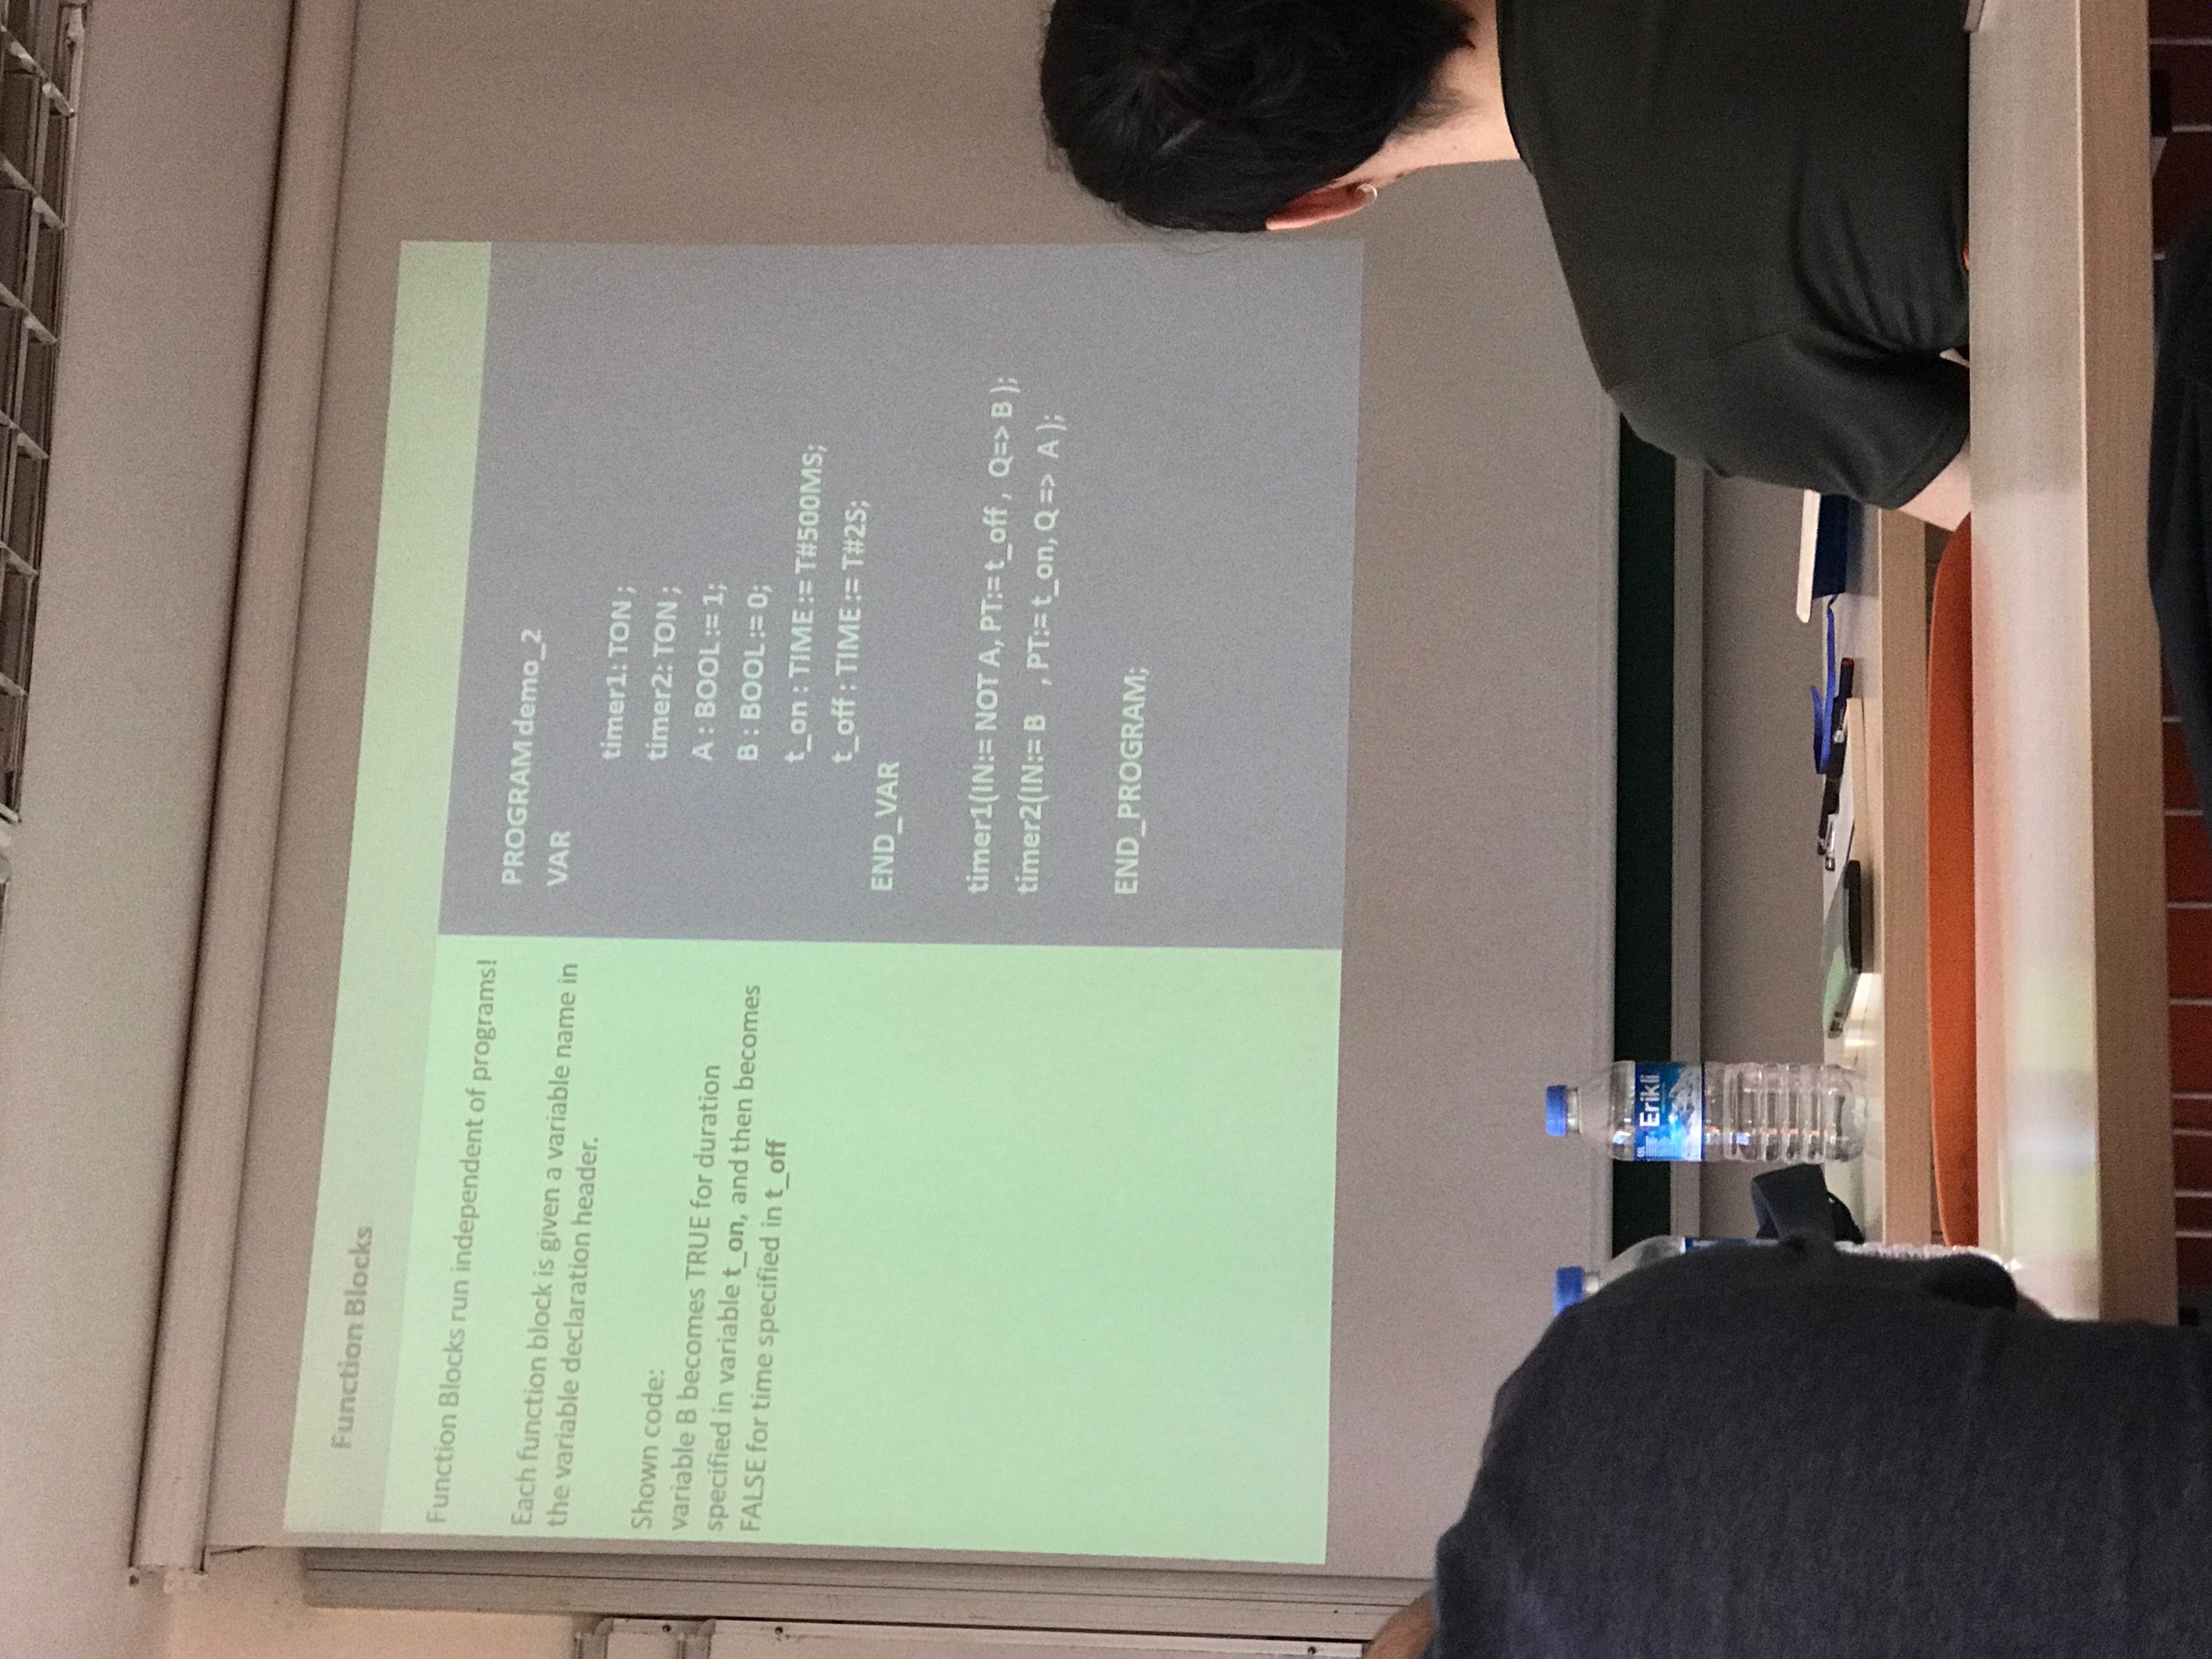 Function Blocks
Function Blocks run independent of programs!
Each function block is given a variable name in
the variable declaration header.
Shown code:
variable B becomes TRUE for duration
specified in variable t_on, and then becomes
FALSE for time specified in t_off
PROGRAM demo_2
VAR
timer1: TON ;
timer2: TON ;
A : BOOL := 1;
B : BOOL := 0;
t_on : TIME := T#500MS;
t_off : TIME := T#2S;
END_VAR
timer1(IN:= NOT A, PT:= t_off , Q=> B );
timer2(IN:= B , PT:= t_on, Q => A );
END_PROGRAM;
Erikli